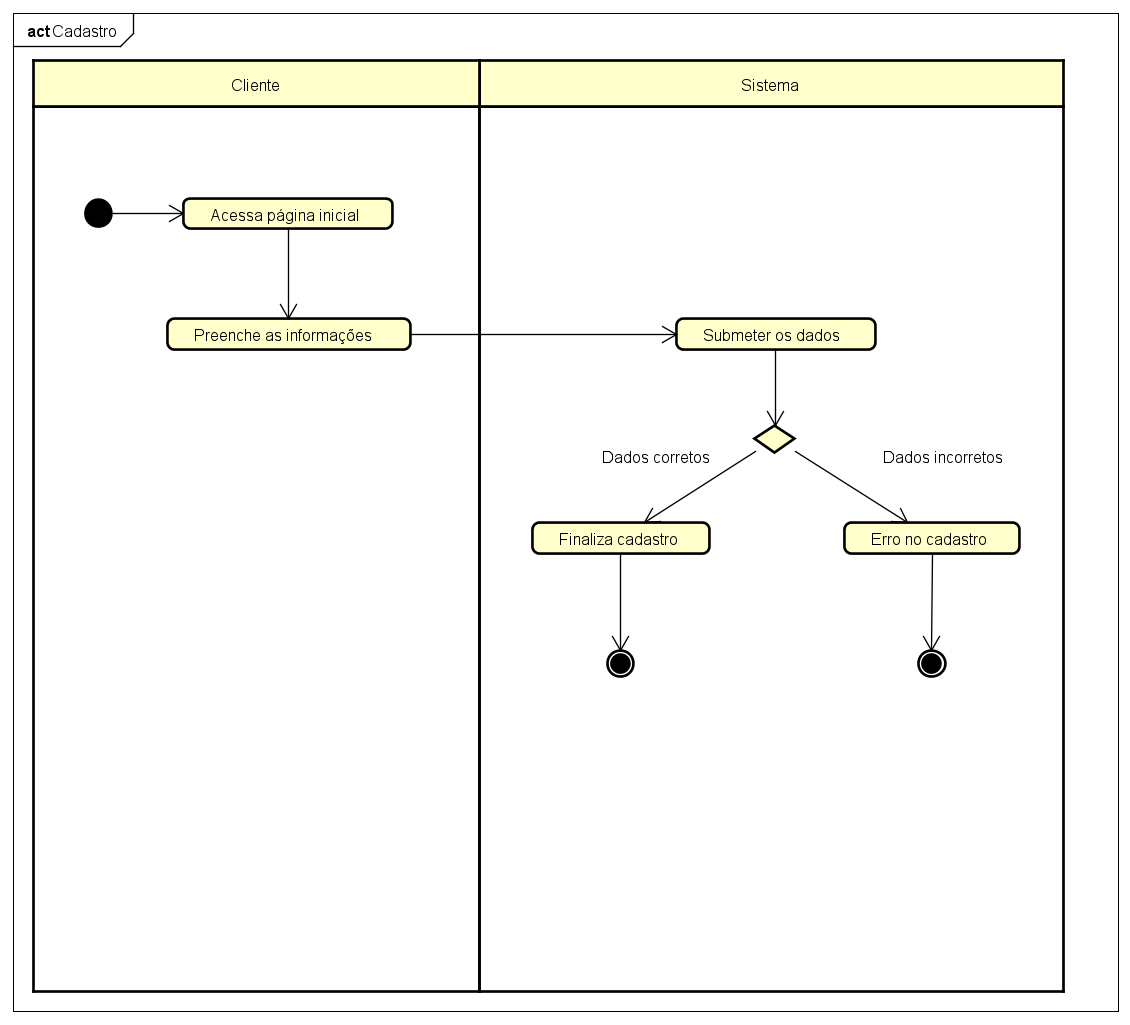 act Cadastro
Cliente
Sistema
Acessa página inicial
Preenche as informações
Submeter os dados
Dados corretos
Dados incorretos
Finaliza cadastro
Erro no cadastro